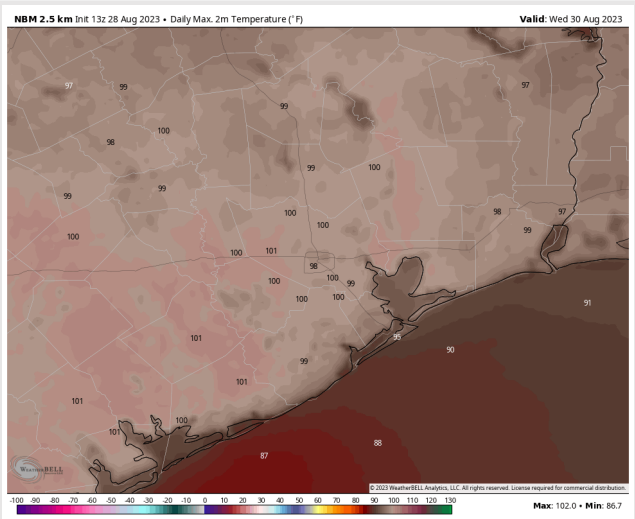 NBM 2.5 km Init 13z 28 Aug 2023 • Daily Max. 2m Temperature (°F) Valid: Wed 30 Aug 2023
97 99 97
99
100
98
99 100
99 99
100 98 97
100 99
100 100 101
98
100 100 99
100 100
91
101 95
90
99
101
101
100
101
88
87
WEATHERBELL
© 2023 WeatherBELL Analytics, LLC. All rights reserved. License required for commercial distribution.
-100 -90 -80 -70 -60 -50 -40 -30 -20 -10 0 10 20 30 40 50 60 70 80 90 100 110 120 130
Max: 102.0 • Min: 86.7